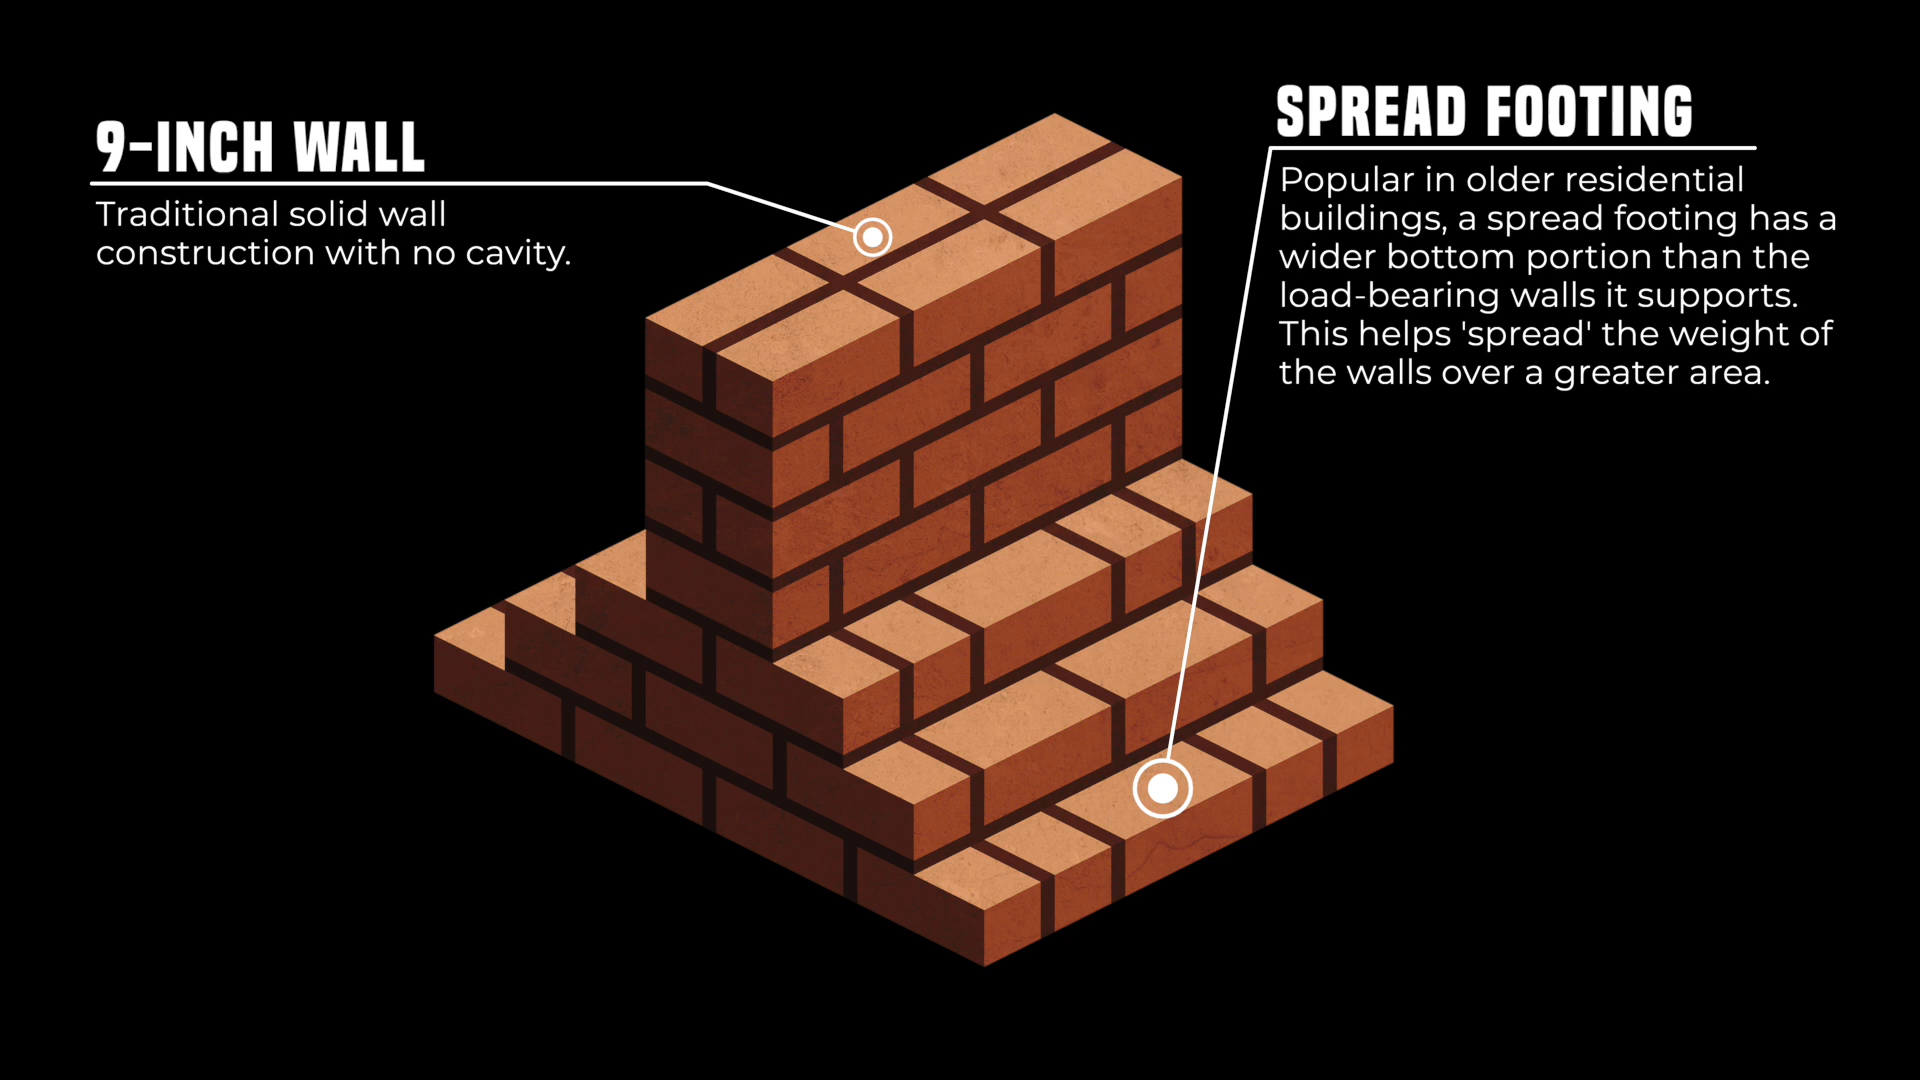 9-INCH WALL
Traditional solid wall
construction with no cavity.
SPREAD FOOTING
Popular in older residential
buildings, a spread footing has a
wider bottom portion than the
load-bearing walls it supports.
This helps 'spread' the weight of
the walls over a greater area.